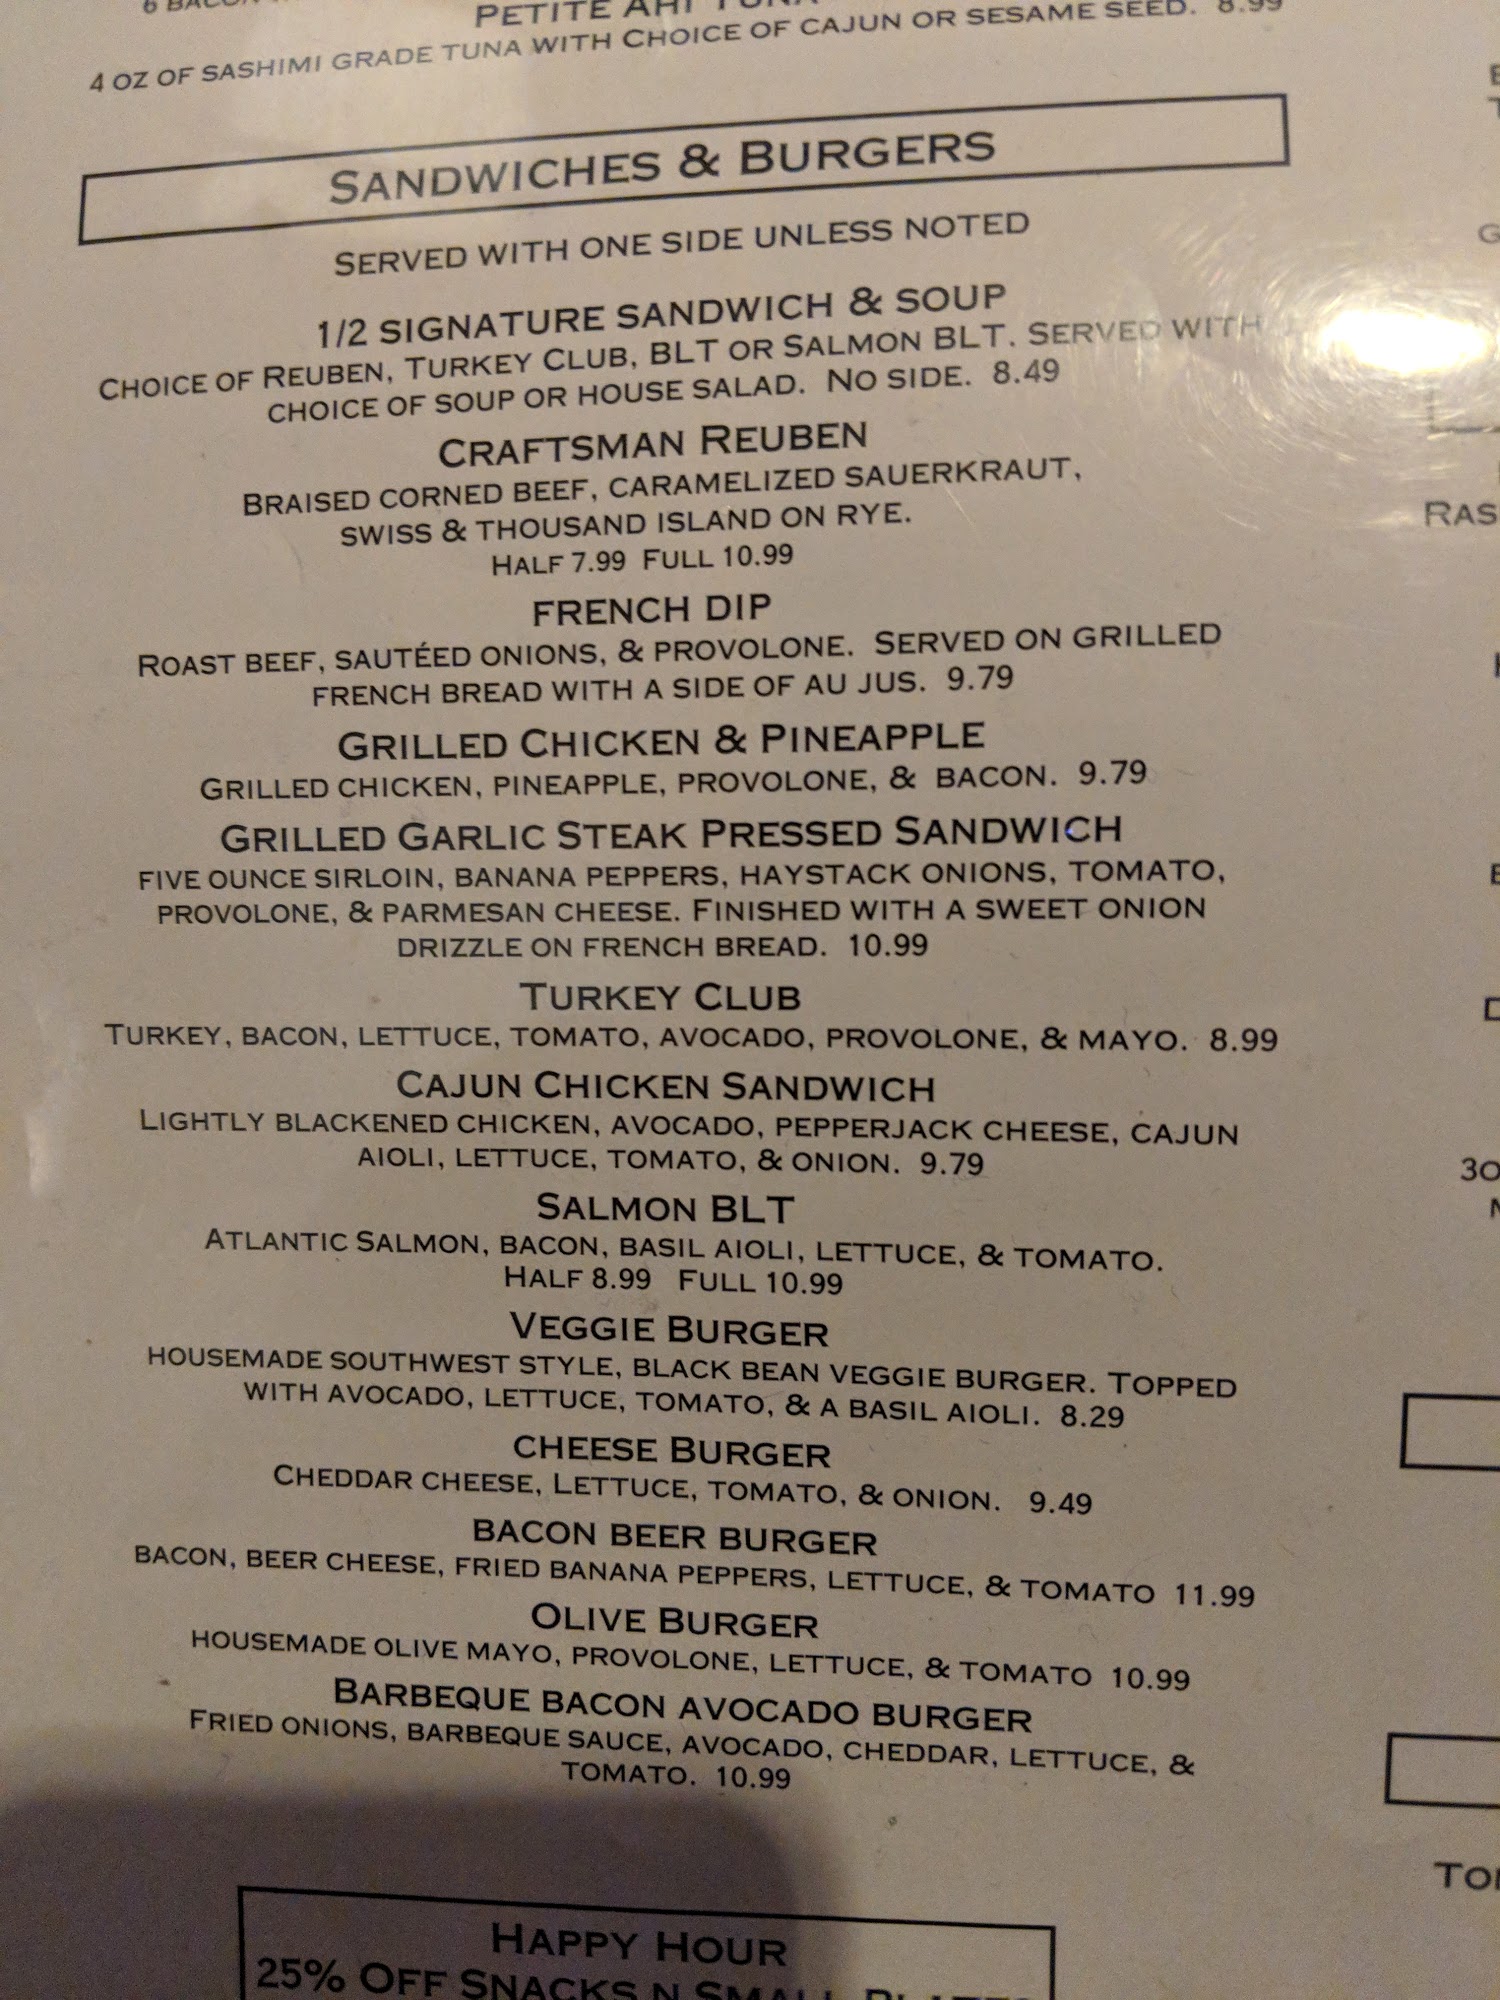 PETITE AHI
4 OZ OF SASHIMI GRADE TUNA WITH CHOICE OF CAJUN OR SESAME SEED. 8.99
SANDWICHES & BURGERS
SERVED WITH ONE SIDE UNLESS NOTED
1/2 SIGNATURE SANDWICH & SOUP
CHOICE OF REUBEN, TURKEY CLUB, BLT OR SALMON BLT. SERVED WITH
CHOICE OF SOUP OR HOUSE SALAD. NO SIDE. 8.49
CRAFTSMAN REUBEN
BRAISED CORNED BEEF, CARAMELIZED SAUERKRAUT,
SWISS & THOUSAND ISLAND ON RYE.
HALF 7.99 FULL 10.99
FRENCH DIP
ROAST BEEF, SAUTÉED ONIONS, & PROVOLONE. SERVED ON GRILLED
FRENCH BREAD WITH A SIDE OF AU JUS. 9.79
GRILLED CHICKEN & PINEAPPLE
GRILLED CHICKEN, PINEAPPLE, PROVOLONE, & BACON. 9.79
GRILLED GARLIC STEAK PRESSED SANDWICH
FIVE OUNCE SIRLOIN, BANANA PEPPERS, HAYSTACK ONIONS, TOMATO,
PROVOLONE, & PARMESAN CHEESE. FINISHED WITH A SWEET ONION
DRIZZLE ON FRENCH BREAD. 10.99
TURKEY CLUB
TURKEY, BACON, LETTUCE, TOMATO, AVOCADO, PROVOLONE, & MAYO. 8.99
CAJUN CHICKEN SANDWICH
LIGHTLY BLACKENED CHICKEN, AVOCADO, PEPPERJACK CHEESE, CAJUN
AIOLI, LETTUCE, TOMATO, & ONION. 9.79
SALMON BLT
ATLANTIC SALMON, BACON, BASIL AIOLI, LETTUCE, & TOMATO.
HALF 8.99 FULL 10.99
VEGGIE BURGER
HOUSEMADE SOUTHWEST STYLE, BLACK BEAN VEGGIE BURGER. TOPPED
WITH AVOCADO, LETTUCE, TOMATO, & A BASIL AIOLI. 8.29
CHEESE BURGER
CHEDDAR CHEESE, LETTUCE, TOMATO, & ONION. 9.49
BACON BEER BURGER
BACON, BEER CHEESE, FRIED BANANA PEPPERS, LETTUCE, & TOMATO 11.99
OLIVE BURGER
HOUSEMADE OLIVE MAYO, PROVOLONE, LETTUCE, & TOMATO 10.99
BARBEQUE BACON AVOCADO BURGER
FRIED ONIONS, BARBEQUE SAUCE, AVOCADO, CHEDDAR, LETTUCE, &
TOMATO. 10.99
HAPPY HOUR
25% OFF SNACKS N SMALL
RAS
30